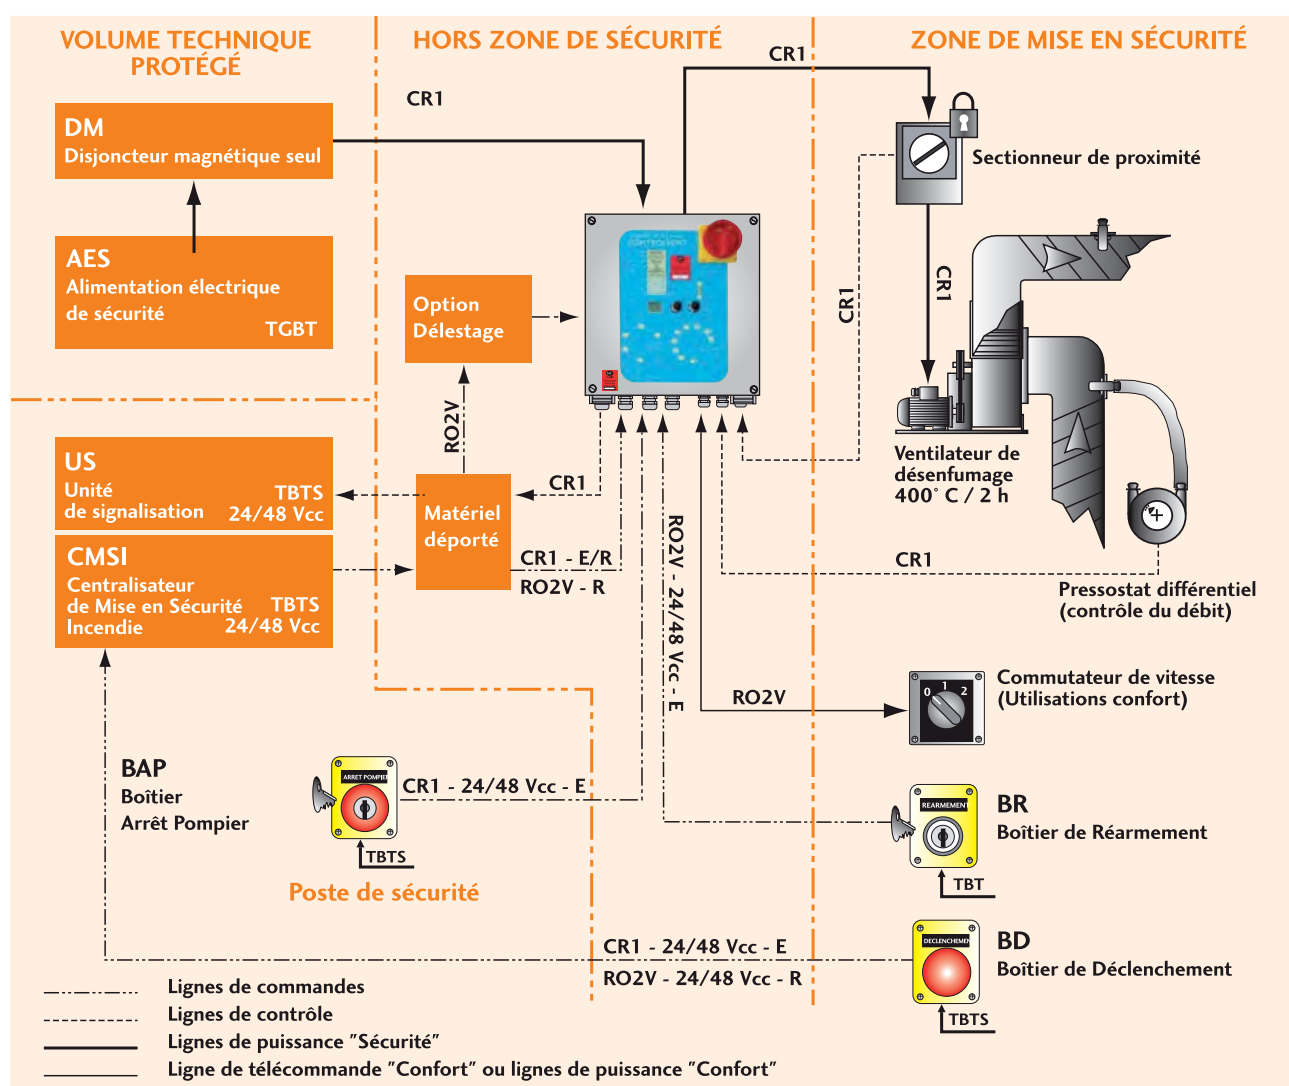 VOLUME TECHNIQUE
PROTÉGÉ
HORS ZONE DE SÉCURITÉ
ZONE DE MISE EN SÉCURITÉ
CR1
CR1
DM
Disjoncteur magnétique seul
Sectionneur de proximité
AES
Alimentation électrique
de sécurité
TGBT
Option
Délestage
CR1
CR1
RO2V
Ventilateur de
désenfumage
400° C / 2 h
US
Unité
de signalisation
TBTS
24/48 Vcc
CR1
Matériel
déporté
CMSI
Centralisateur
de Mise en Sécurité
Incendie
TBTS
24/48 Vcc
CR1 - E/R
RO2V - R
RO2V - 24/48 Vcc - E
CR1
Pressostat différentiel
(contrôle du débit)
RO2V
0 1 2
Commutateur de vitesse
(Utilisations confort)
BAP
Boîtier
Arrêt Pompier
ARRET POMPIER
CR1 - 24/48 Vcc - E
TBTS
Poste de sécurité
REARMEMENT
BR
Boîtier de Réarmement
TBT
CR1 - 24/48 Vcc - E
RO2V - 24/48 Vcc - R
DECLENCHEMEN
BD
Boîtier de Déclenchement
TBTS
Lignes de commandes
Lignes de contrôle
Lignes de puissance "Sécurité"
Ligne de télécommande "Confort" ou lignes de puissance "Confort"